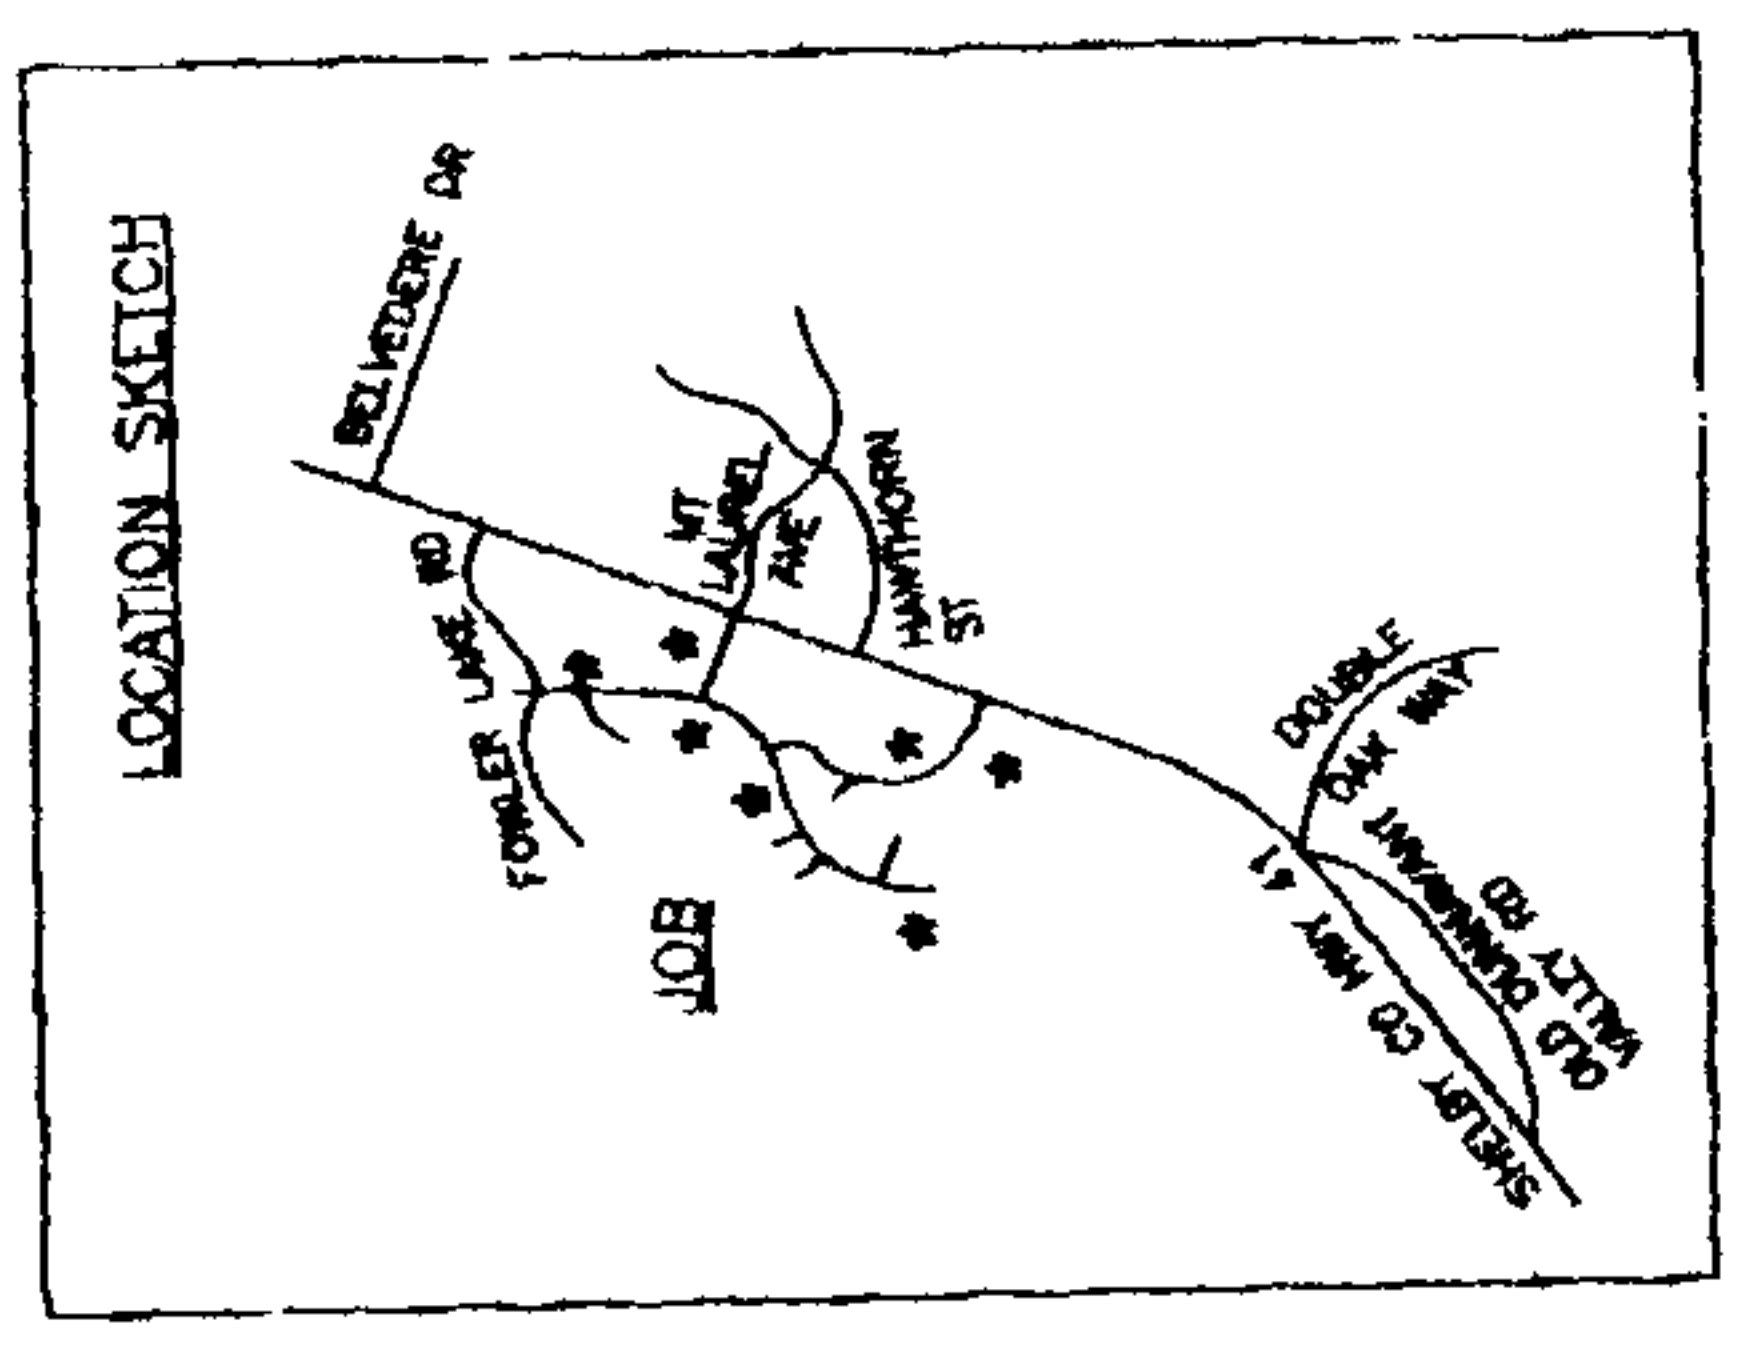 LOCATION SKETCH
BELVEDERE DR
FOWLER LAKE RD
MT
LAUREL
AVE
HAWTHORN
ST
JOB
DOUBLE
OAK WAY
SHELBY CO HWY 41
OLD DUNNAVANT
VALLEY RD